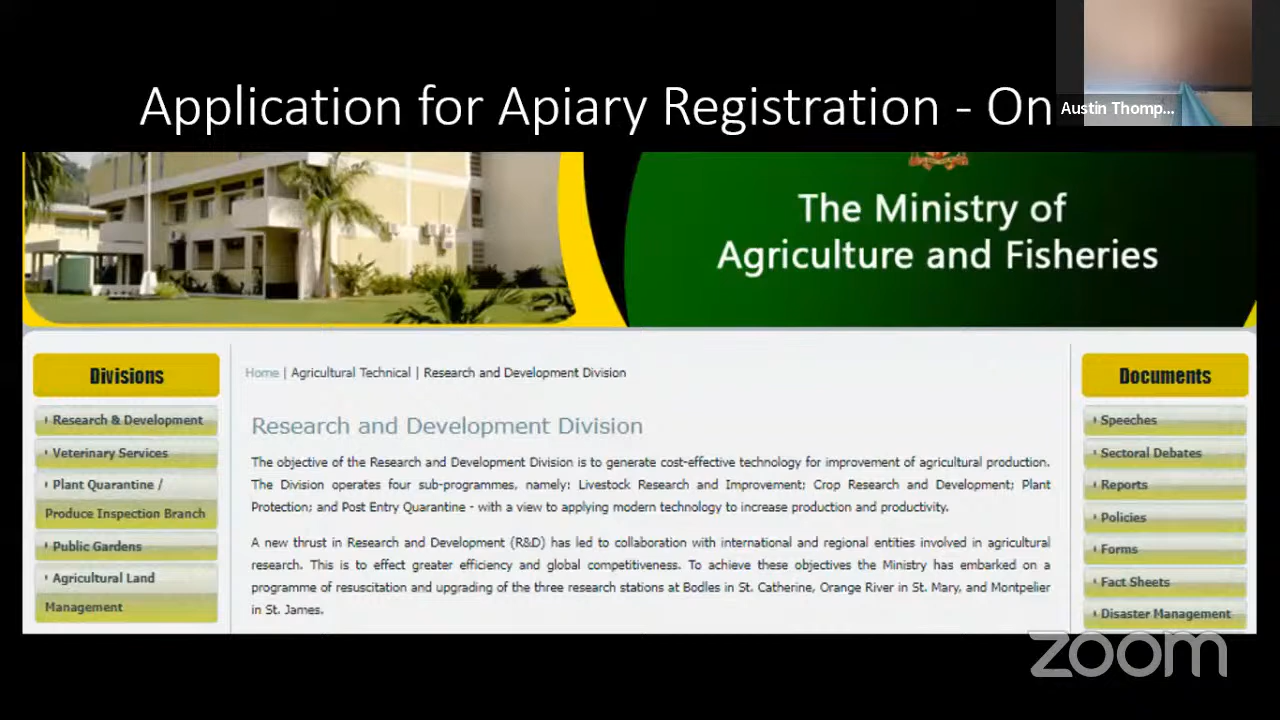 Application for Apiary Registration - On
Austin Thomp...
The Ministry of
Agriculture and Fisheries
Divisions
Research & Development
Veterinary Services
Plant Quarantine /
Produce Inspection Branch
Public Gardens
Agricultural Land
Management
Home | Agricultural Technical | Research and Development Division
Research and Development Division
The objective of the Research and Development Division is to generate cost-effective technology for improvement of agricultural production.
The Division operates four sub-programmes, namely: Livestock Research and Improvement; Crop Research and Development; Plant
Protection; and Post Entry Quarantine - with a view to applying modern technology to increase production and productivity.
A new thrust in Research and Development (R&D) has led to collaboration with international and regional entities involved in agricultural
research. This is to effect greater efficiency and global competitiveness. To achieve these objectives the Ministry has embarked on a
programme of resuscitation and upgrading of the three research stations at Bodles in St. Catherine, Orange River in St. Mary, and Montpelier
in St. James.
Documents
Speeches
Sectoral Debates
Reports
Policies
Forms
Fact Sheets
Disaster Management
zoom